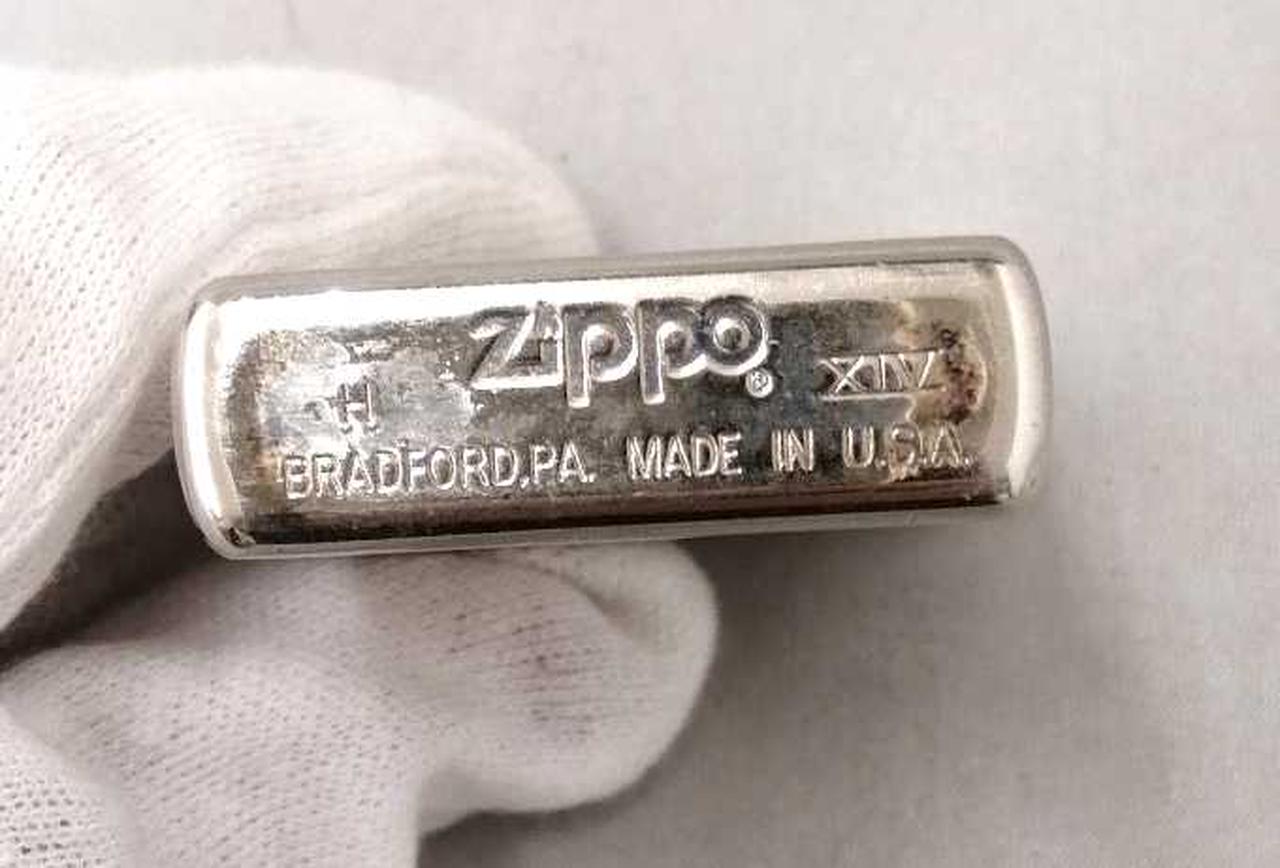 Zippo®
H XIV
BRADFORD,PA. MADE IN U.S.A.